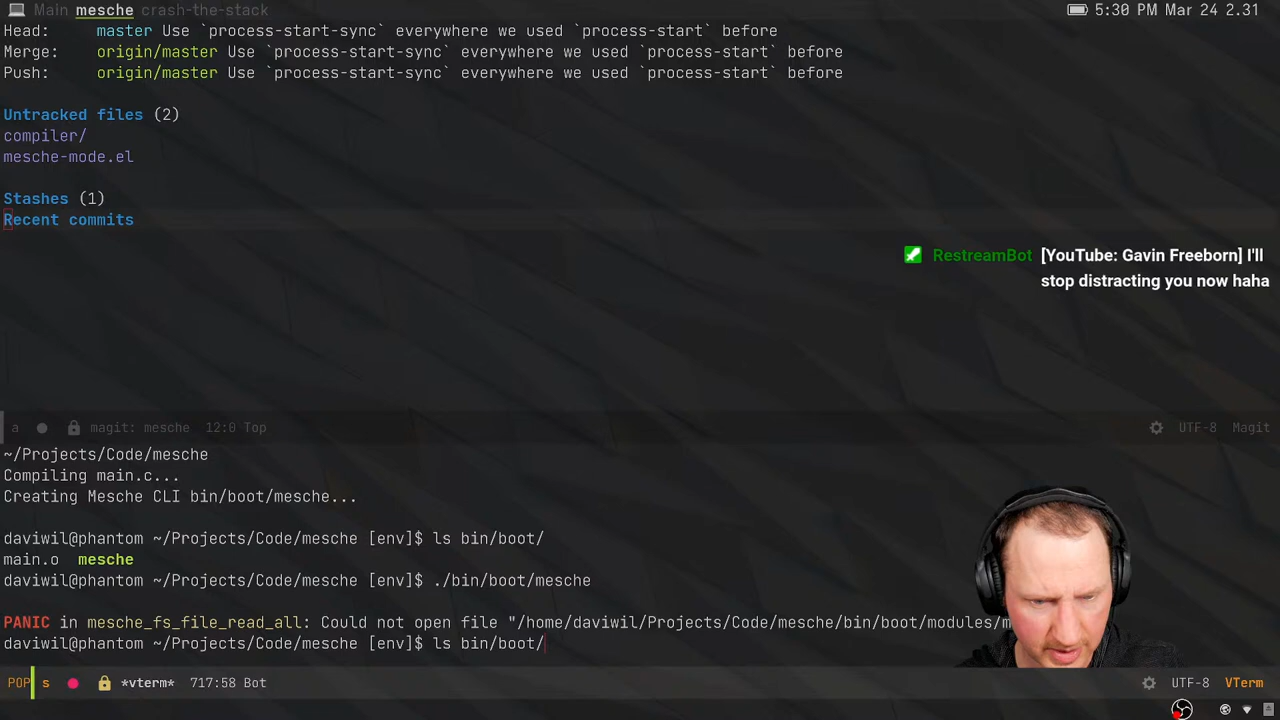 Main mesche crash-the-stack
5:30 PM Mar 24 2.31
Head: master Use `process-start-sync` everywhere we used `process-start` before
Merge: origin/master Use `process-start-sync` everywhere we used `process-start` before
Push: origin/master Use `process-start-sync` everywhere we used `process-start` before
Untracked files (2)
compiler/
mesche-mode.el
Stashes (1)
Recent commits
RestreamBot [YouTube: Gavin Freeborn] I'll
stop distracting you now haha
a magit: mesche 12:0 Top UTF-8 Magit
~/Projects/Code/mesche
Compiling main.c...
Creating Mesche CLI bin/boot/mesche...
daviwil@phantom ~/Projects/Code/mesche [env]$ ls bin/boot/
main.o mesche
daviwil@phantom ~/Projects/Code/mesche [env]$ ./bin/boot/mesche
PANIC in mesche_fs_file_read_all: Could not open file "/home/daviwil/Projects/Code/mesche/bin/boot/modules/m
daviwil@phantom ~/Projects/Code/mesche [env]$ ls bin/boot/
POP s *vterm* 717:58 Bot UTF-8 VTerm